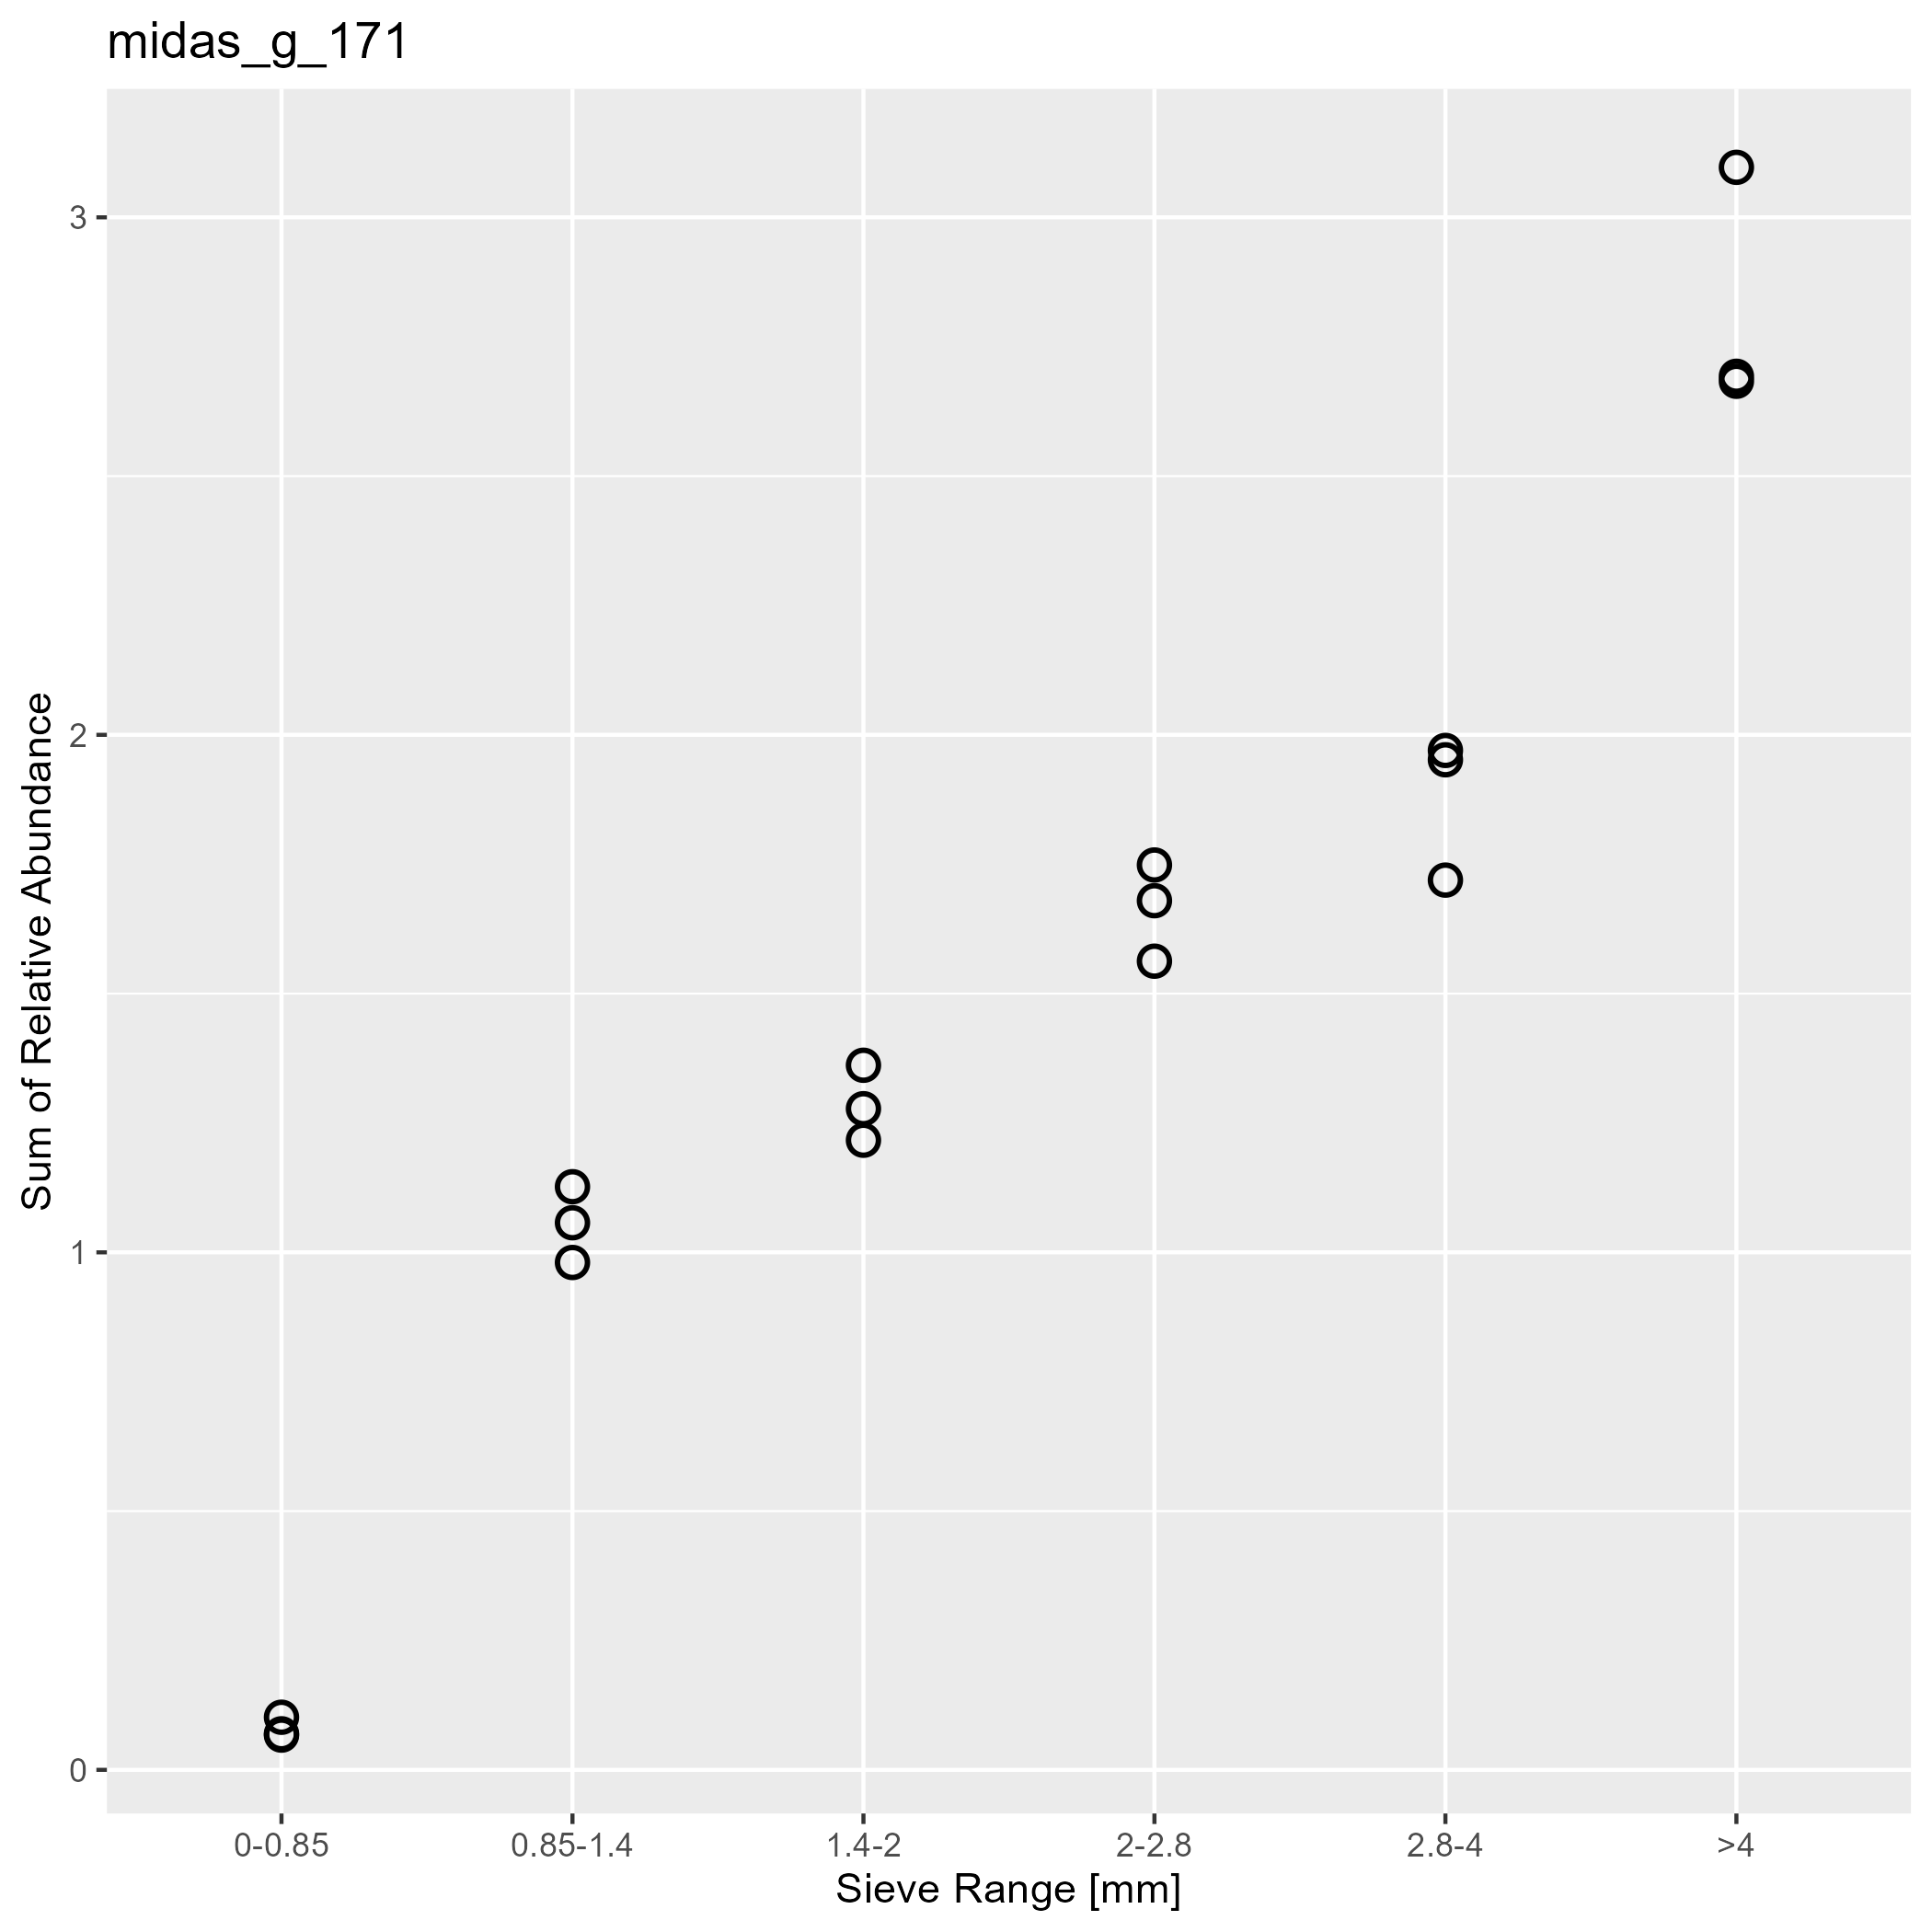 midas_g_171
3
2
1
0
Sum of Relative Abundance
0-0.85 0.85-1.4 1.4-2 2-2.8 2.8-4 >4
Sieve Range [mm]